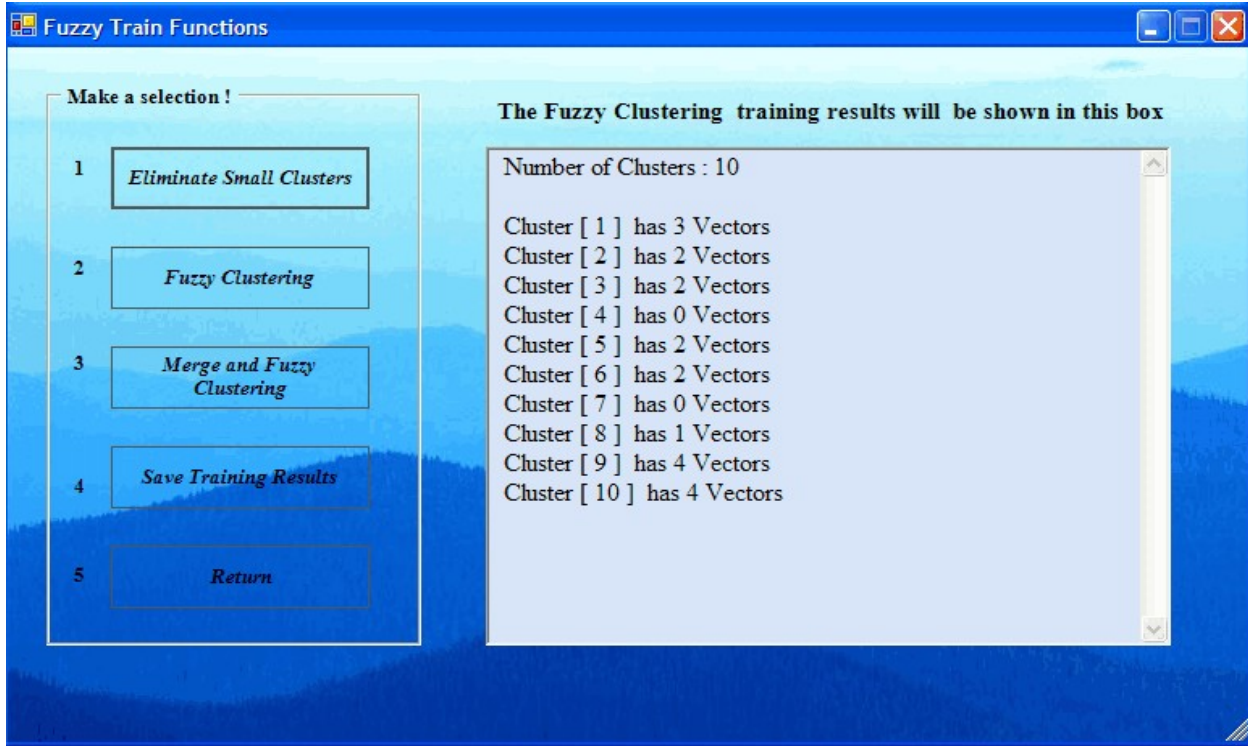 Fuzzy Train Functions
Make a selection !
1
Eliminate Small Clusters
2
Fuzzy Clustering
3
Merge and Fuzzy
Clustering
4
Save Training Results
5
Return
The Fuzzy Clustering training results will be shown in this box
Number of Clusters : 10
Cluster [ 1 ] has 3 Vectors
Cluster [ 2 ] has 2 Vectors
Cluster [ 3 ] has 2 Vectors
Cluster [ 4 ] has 0 Vectors
Cluster [ 5 ] has 2 Vectors
Cluster [ 6 ] has 2 Vectors
Cluster [ 7 ] has 0 Vectors
Cluster [ 8 ] has 1 Vectors
Cluster [ 9 ] has 4 Vectors
Cluster [ 10 ] has 4 Vectors